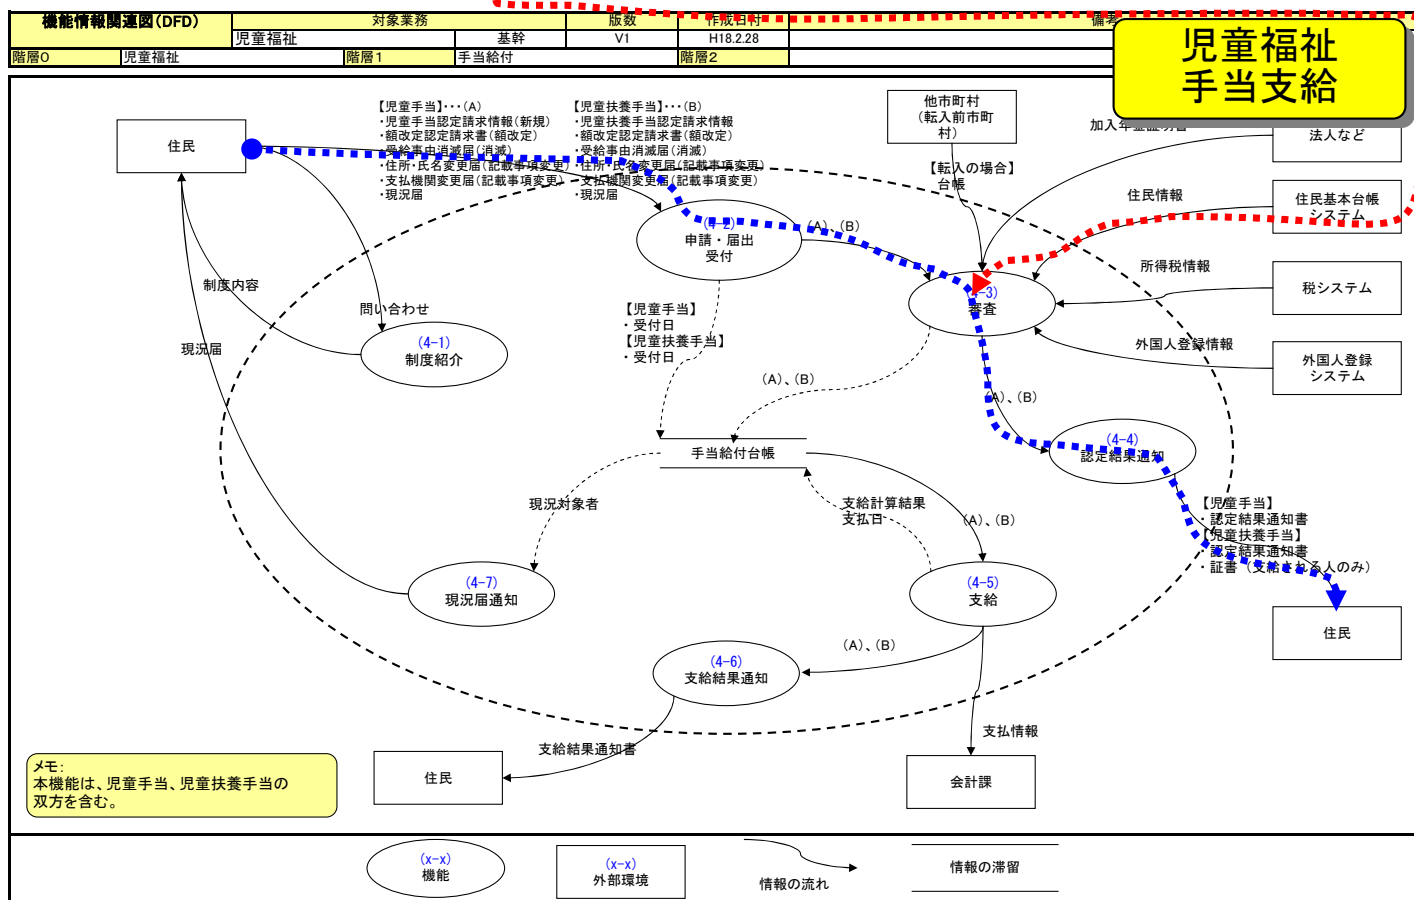 機能情報関連図(DFD)
対象業務
版数
作成日付
備考
児童福祉
基幹
V1
H18.2.28
階層0
児童福祉
階層1
手当給付
階層2
児童福祉
手当支給
住民
【児童手当】・・・(A)
・児童手当認定請求情報(新規)
・額改定認定請求書(額改定)
・受給事由消滅届(消滅)
・住所・氏名変更届(記載事項変更)
・支払機関変更届(記載事項変更)
・現況届
【児童扶養手当】・・・(B)
・児童扶養手当認定請求情報
・額改定認定請求書(額改定)
・受給事由消滅届(消滅)
・住所・氏名変更届(記載事項変更)
・支払機関変更届(記載事項変更)
・現況届
他市町村
(転入前市町
村)
【転入の場合】
台帳
加入年金証明書
法人など
住民情報
住民基本台帳
システム
所得税情報
税システム
外国人登録情報
外国人登録
システム
(4-2)
申請・届出
受付
(A)、(B)
(4-3)
審査
制度内容
問い合わせ
現況届
(4-1)
制度紹介
【児童手当】
・受付日
【児童扶養手当】
・受付日
(A)、(B)
(A)、(B)
手当給付台帳
(4-4)
認定結果通知
現況対象者
支給計算結果
支払日
(A)、(B)
【児童手当】
・認定結果通知書
【児童扶養手当】
・認定結果通知書
・証書(支給される人のみ)
(4-7)
現況届通知
(4-5)
支給
住民
(A)、(B)
(4-6)
支給結果通知
支給結果通知書
支払情報
住民
会計課
メモ:
本機能は、児童手当、児童扶養手当の
双方を含む。
(x-x)
機能
(x-x)
外部環境
情報の流れ
情報の滞留